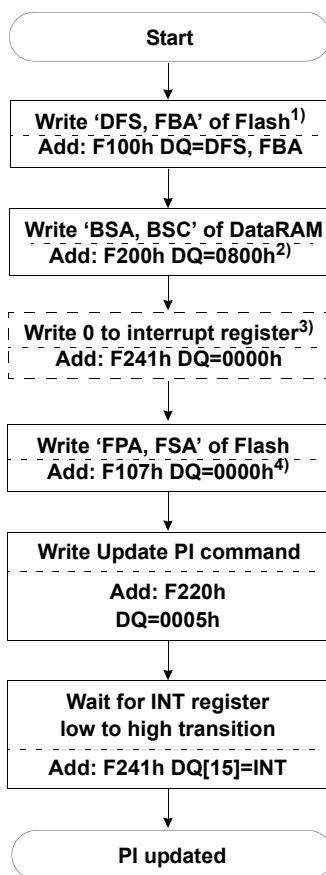 Start
Write ‘DFS, FBA’ of Flash1)
Add: F100h DQ=DFS, FBA
Write ‘BSA, BSC’ of DataRAM
Add: F200h DQ=0800h2)
Write 0 to interrupt register3)
Add: F241h DQ=0000h
Write ‘FPA, FSA’ of Flash
Add: F107h DQ=0000h4)
Write Update PI command
Add: F220h
DQ=0005h
Wait for INT register
low to high transition
Add: F241h DQ[15]=INT
PI updated